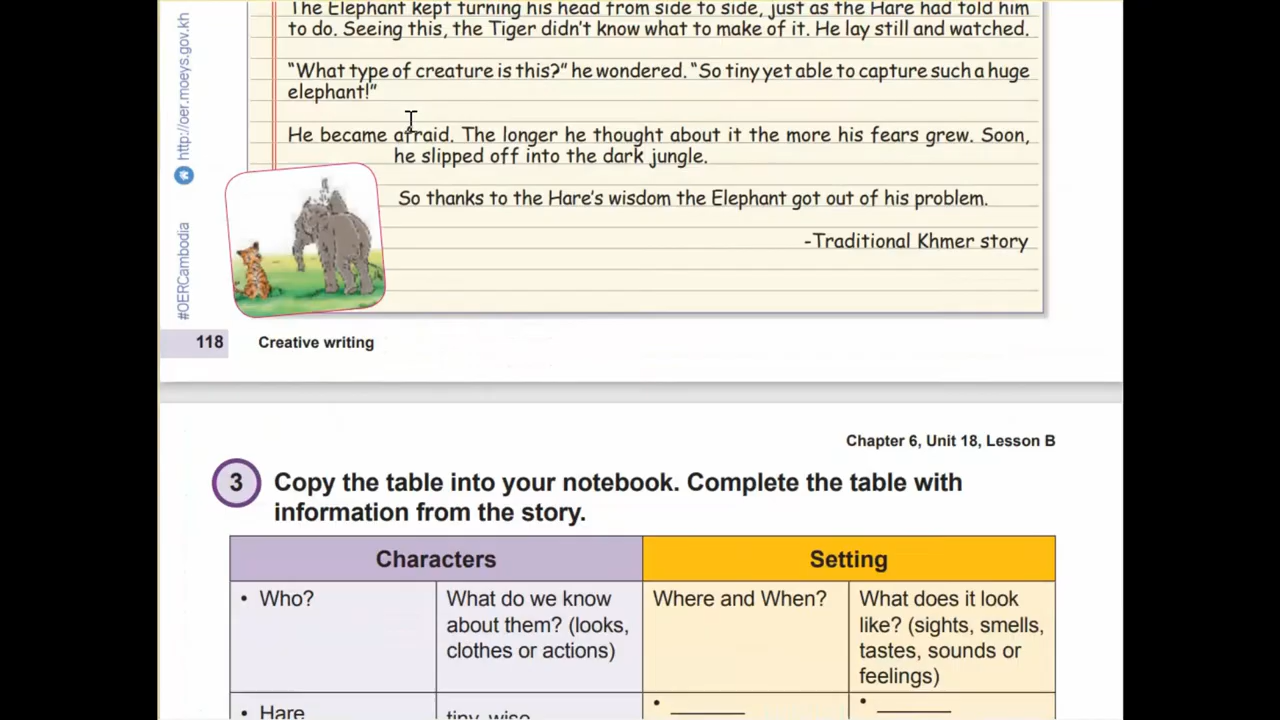 The Elephant kept turning his head from side to side, just as the Hare had told him
to do. Seeing this, the Tiger didn't know what to make of it. He lay still and watched.
“What type of creature is this?” he wondered. “So tiny yet able to capture such a huge
elephant!”
He became afraid. The longer he thought about it the more his fears grew. Soon,
he slipped off into the dark jungle.
So thanks to the Hare's wisdom the Elephant got out of his problem.
-Traditional Khmer story
http://oer.moeys.gov.kh
#OERCambodia
118 Creative writing
Chapter 6, Unit 18, Lesson B
3 Copy the table into your notebook. Complete the table with
information from the story.
Characters Setting
• Who?
What do we know
about them? (looks,
clothes or actions)
Where and When?
What does it look
like? (sights, smells,
tastes, sounds or
feelings)
• Hare
tiny, wise
• ______
• ______